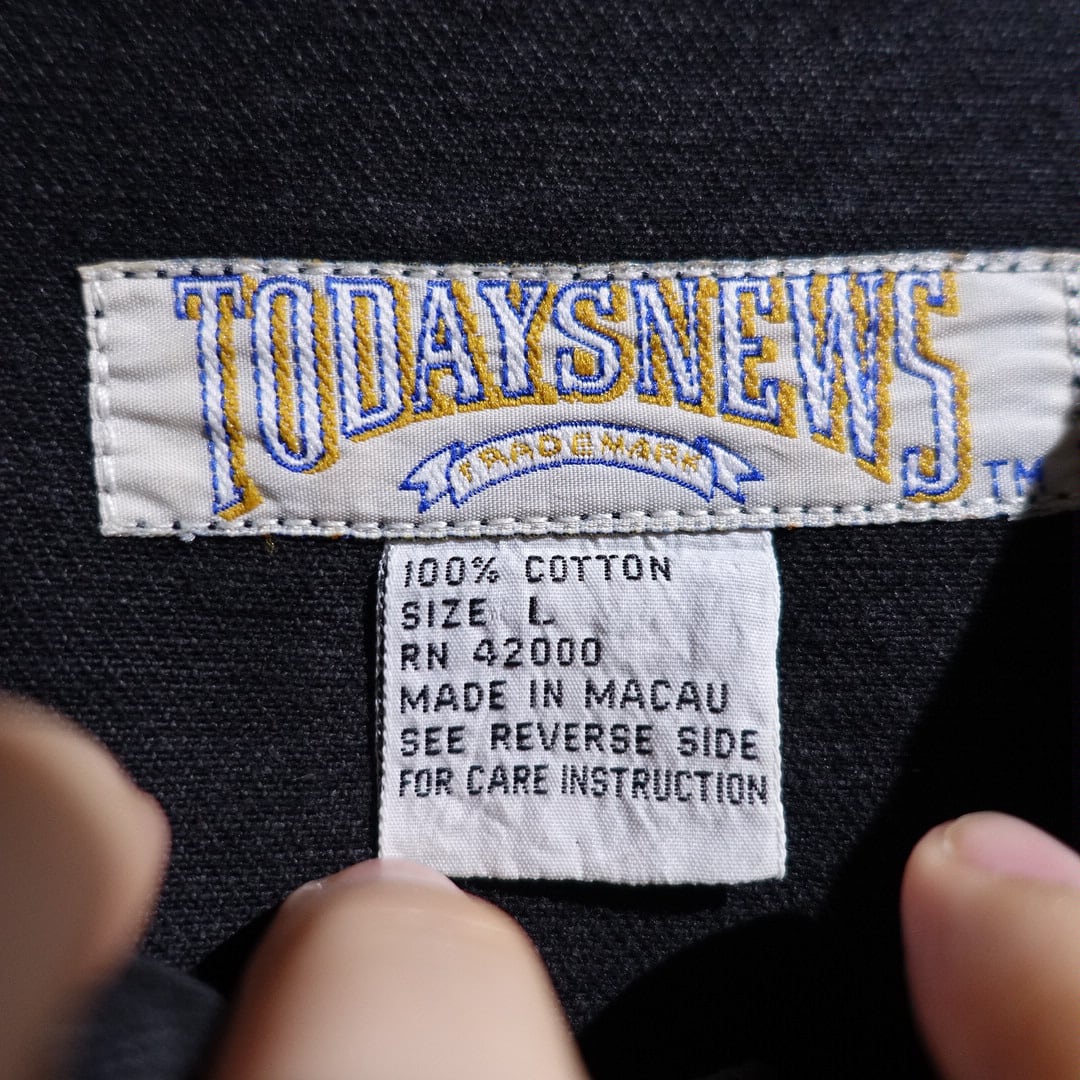 TODAYSNEWS
TRADEMARK
TM
100% COTTON
SIZE L
RN 42000
MADE IN MACAU
SEE REVERSE SIDE
FOR CARE INSTRUCTION